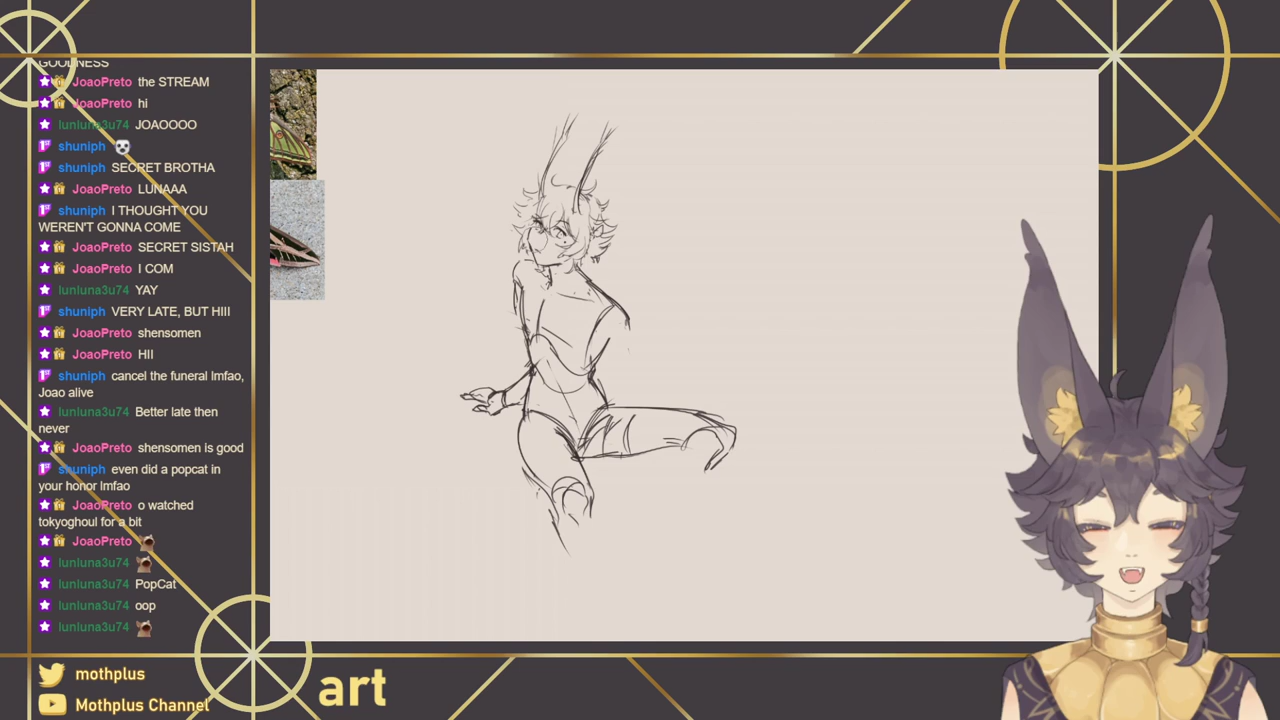 GOODNESS
JoaoPreto the STREAM
JoaoPreto hi
lunluna3u74 JOAOOOO
shuniph
shuniph SECRET BROTHA
JoaoPreto LUNAAA
shuniph I THOUGHT YOU
WEREN'T GONNA COME
JoaoPreto SECRET SISTAH
JoaoPreto I COM
lunluna3u74 YAY
shuniph VERY LATE, BUT HIII
JoaoPreto shensomen
JoaoPreto HII
shuniph cancel the funeral lmfao,
Joao alive
lunluna3u74 Better late then
never
JoaoPreto shensomen is good
shuniph even did a popcat in
your honor lmfao
JoaoPreto o watched
tokyoghoul for a bit
JoaoPreto
lunluna3u74
lunluna3u74 PopCat
lunluna3u74 oop
lunluna3u74
mothplus
Mothplus Channel
art